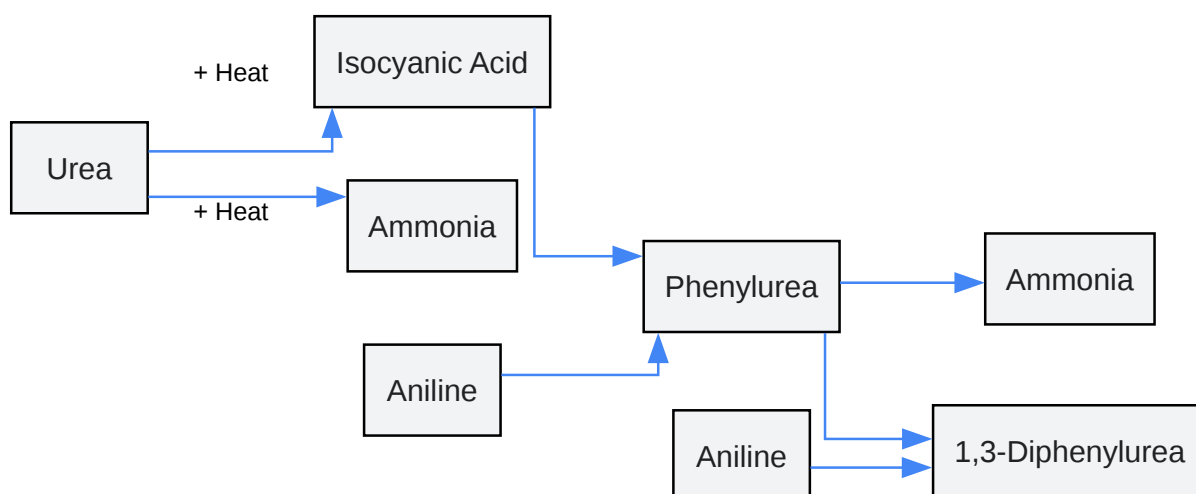 Isocyanic Acid
+ Heat
Urea
+ Heat
Ammonia
Phenylurea
Ammonia
Aniline
Aniline
1,3-Diphenylurea